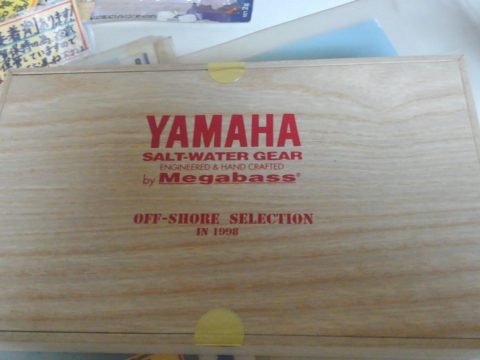 YAMAHA
SALT-WATER GEAR
ENGINEERED & HAND CRAFTED
by Megabass®
OFF-SHORE SELECTION
IN 1998